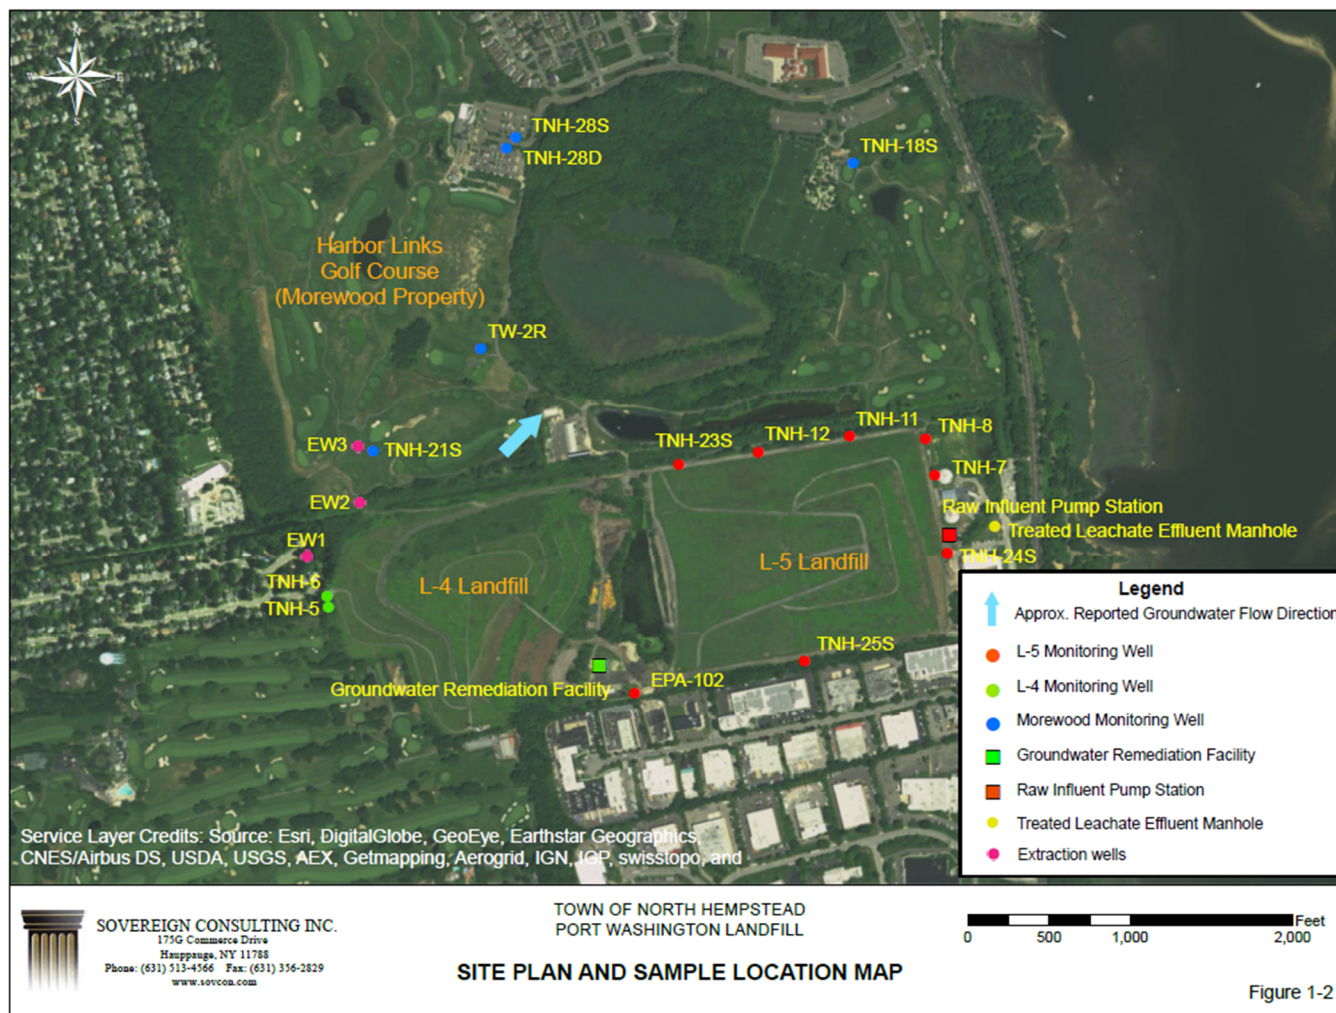 N
W E
S
TNH-28S
TNH-28D
TNH-18S
Harbor Links
Golf Course
(Morewood Property)
TW-2R
EW3
TNH-21S
TNH-23S
TNH-12
TNH-11
TNH-8
TNH-7
EW2
Raw Influent Pump Station
Treated Leachate Effluent Manhole
EW1
TNH-24S
TNH-6
TNH-5
L-4 Landfill
L-5 Landfill
TNH-25S
Groundwater Remediation Facility
EPA-102
Legend
Approx. Reported Groundwater Flow Direction
L-5 Monitoring Well
L-4 Monitoring Well
Morewood Monitoring Well
Groundwater Remediation Facility
Raw Influent Pump Station
Treated Leachate Effluent Manhole
Extraction wells
Service Layer Credits: Source: Esri, DigitalGlobe, GeoEye, Earthstar Geographics,
CNES/Airbus DS, USDA, USGS, AEX, Getmapping, Aerogrid, IGN, IGP, swisstopo, and
SOVEREIGN CONSULTING INC.
175G Commerce Drive
Hauppauge, NY 11788
Phone: (631) 513-4566 Fax: (631) 356-2829
www.sovcon.com
TOWN OF NORTH HEMPSTEAD
PORT WASHINGTON LANDFILL
SITE PLAN AND SAMPLE LOCATION MAP
Feet
0 500 1,000 2,000
Figure 1-2